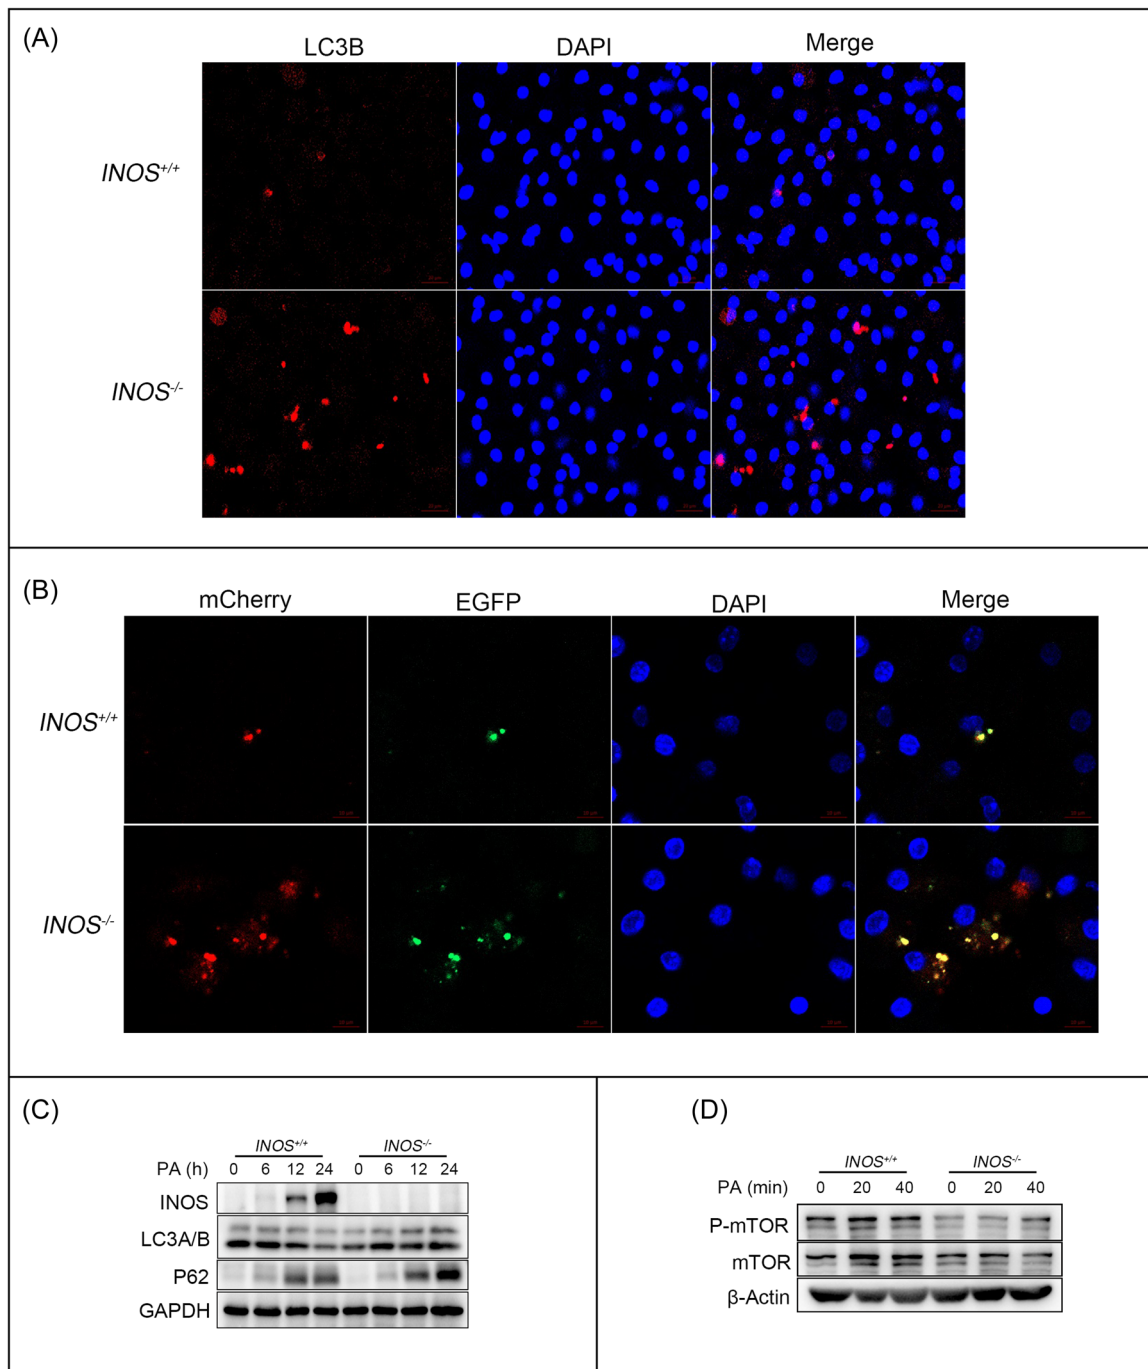 (A)
LC3B DAPI Merge
INOS+/+
INOS-/-
(B)
mCherry EGFP DAPI Merge
INOS+/+
INOS-/-
(C)
INOS+/+ INOS-/-
PA (h) 0 6 12 24 0 6 12 24
INOS
LC3A/B
P62
GAPDH
(D)
INOS+/+ INOS-/-
PA (min) 0 20 40 0 20 40
P-mTOR
mTOR
β-Actin